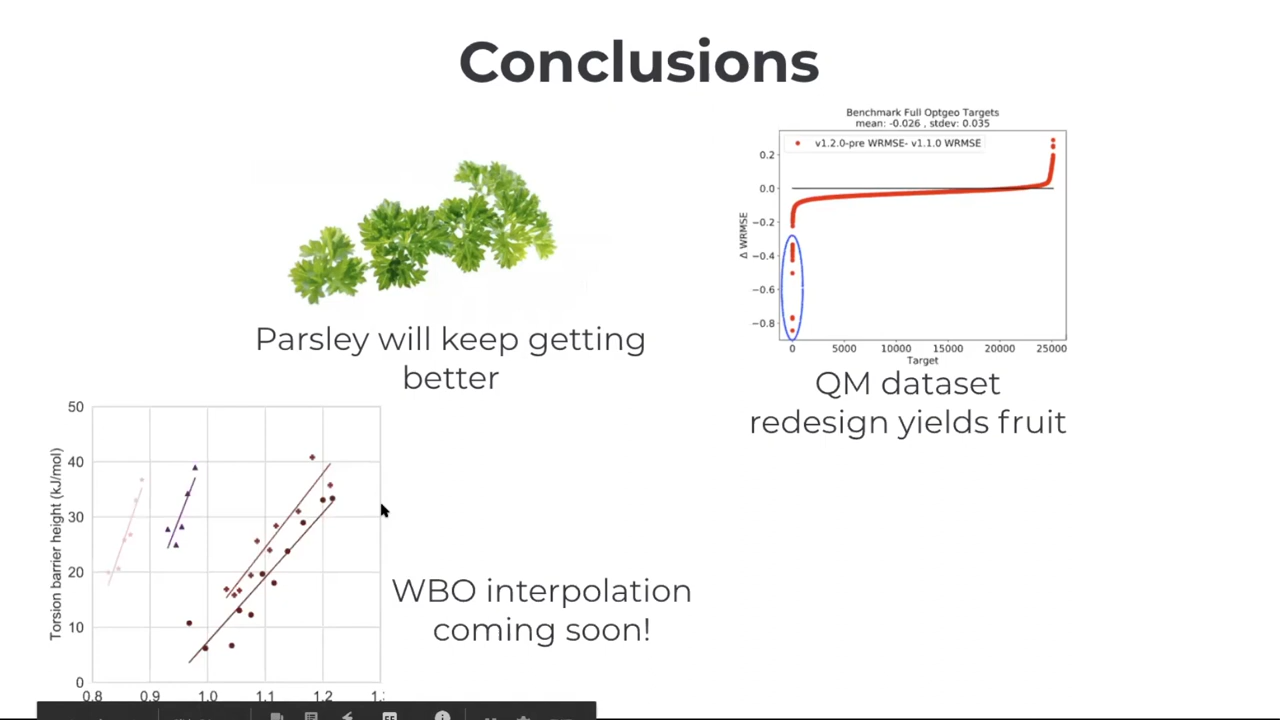 Conclusions
Benchmark Full Optgeo Targets
mean: -0.026 , stdev: 0.035
v1.2.0-pre WRMSE- v1.1.0 WRMSE
0.2
0.0
−0.2
−0.4
−0.6
−0.8
Δ WRMSE
0 5000 10000 15000 20000 25000
Target
Parsley will keep getting
better
QM dataset
redesign yields fruit
50
40
30
20
10
0
Torsion barrier height (kJ/mol)
0.8 0.9 1.0 1.1 1.2
WBO interpolation
coming soon!